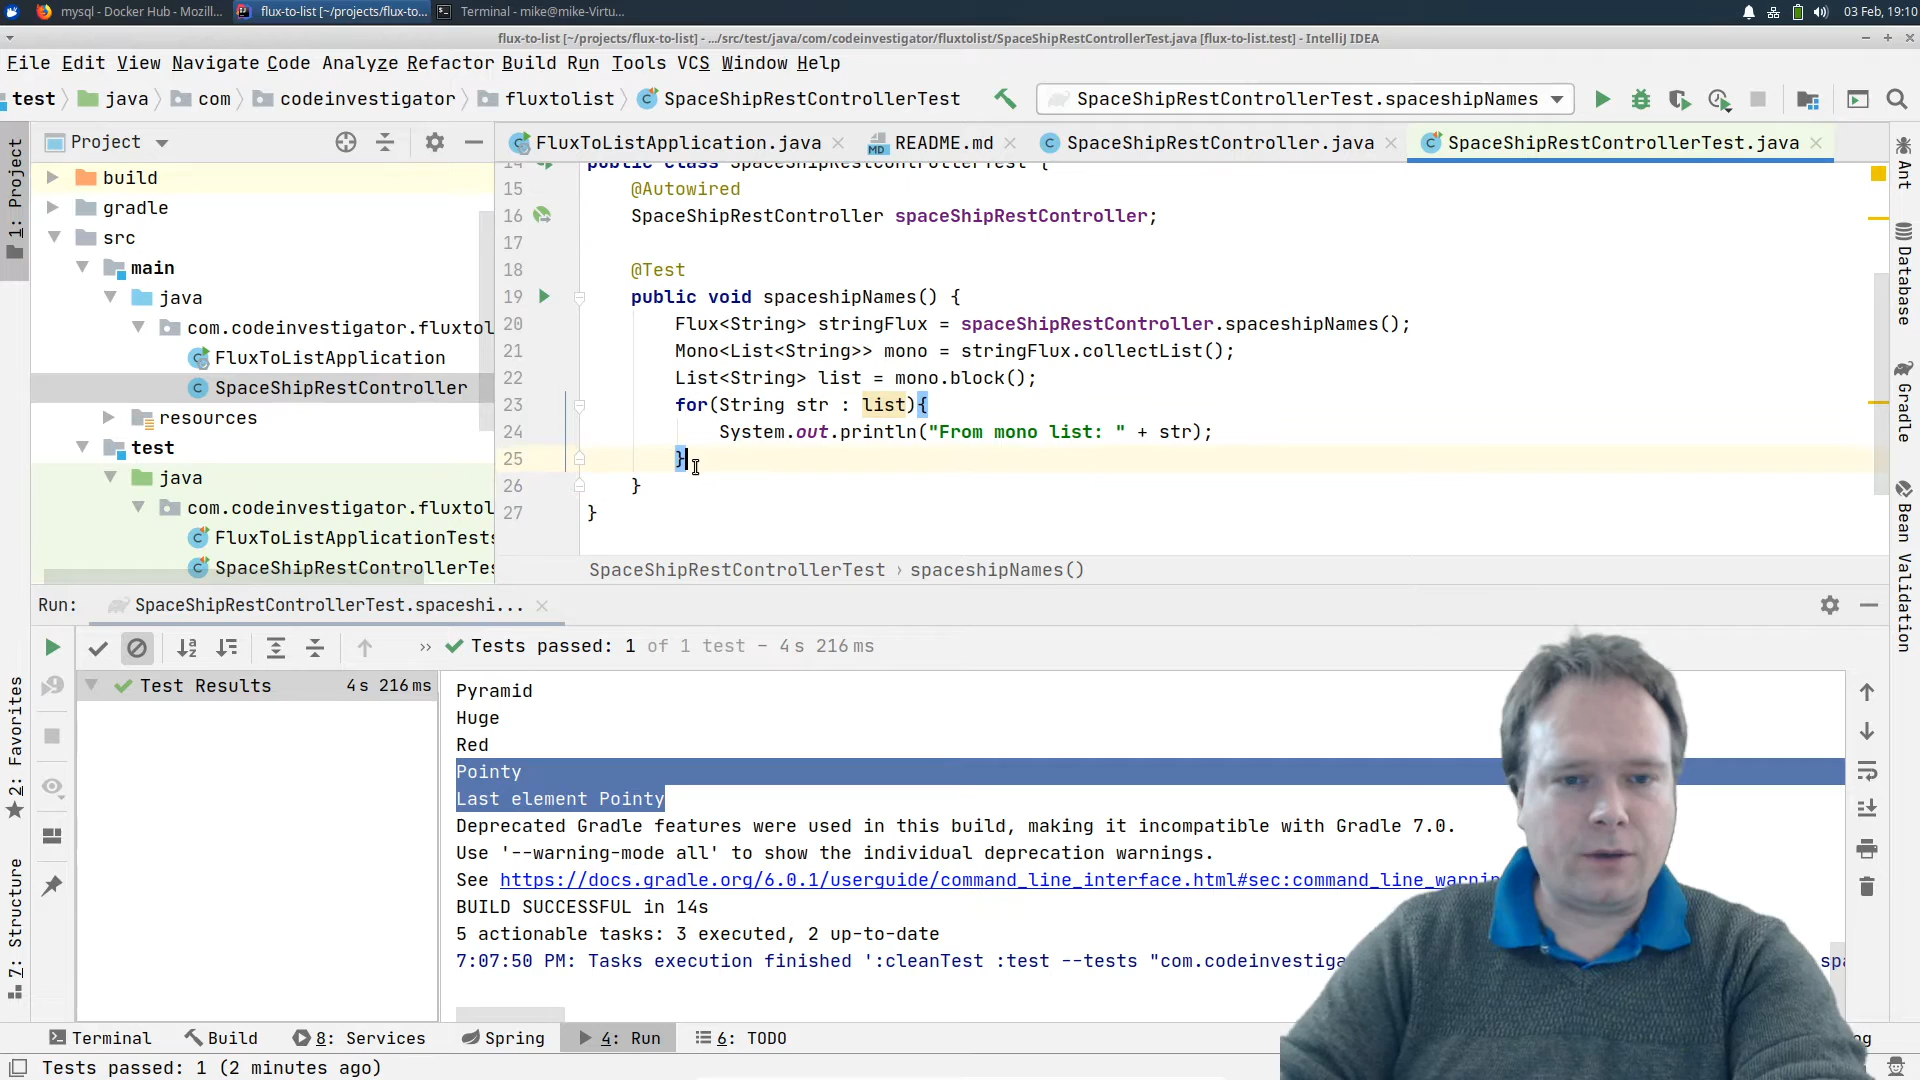 mysql - Docker Hub - Mozill...
flux-to-list [~/projects/flux-to...
Terminal - mike@mike-Virtu...
03 Feb, 19:10
flux-to-list [~/projects/flux-to-list] - .../src/test/java/com/codeinvestigator/fluxtolist/SpaceShipRestControllerTest.java [flux-to-list.test] - IntelliJ IDEA
File Edit View Navigate Code Analyze Refactor Build Run Tools VCS Window Help
test java com codeinvestigator fluxtolist SpaceShipRestControllerTest SpaceShipRestControllerTest.spaceshipNames
1: Project
Project
FluxToListApplication.java
README.md
SpaceShipRestController.java
SpaceShipRestControllerTest.java
build
gradle
src
main
java
com.codeinvestigator.fluxtol
FluxToListApplication
SpaceShipRestController
resources
test
java
com.codeinvestigator.fluxtol
FluxToListApplicationTests
SpaceShipRestControllerTes
14 public class SpaceShipRestControllerTest {
15 @Autowired
16 SpaceShipRestController spaceShipRestController;
17
18 @Test
19 public void spaceshipNames() {
20 Flux<String> stringFlux = spaceShipRestController.spaceshipNames();
21 Mono<List<String>> mono = stringFlux.collectList();
22 List<String> list = mono.block();
23 for(String str : list){
24 System.out.println("From mono list: " + str);
25 }
26 }
27 }
SpaceShipRestControllerTest › spaceshipNames()
Ant
Database
Gradle
Bean Validation
Run: SpaceShipRestControllerTest.spaceshi...
Tests passed: 1 of 1 test - 4 s 216 ms
Test Results 4 s 216 ms
Pyramid
Huge
Red
Pointy
Last element Pointy
Deprecated Gradle features were used in this build, making it incompatible with Gradle 7.0.
Use '--warning-mode all' to show the individual deprecation warnings.
See https://docs.gradle.org/6.0.1/userguide/command_line_interface.html#sec:command_line_warnin
BUILD SUCCESSFUL in 14s
5 actionable tasks: 3 executed, 2 up-to-date
7:07:50 PM: Tasks execution finished ':cleanTest :test --tests "com.codeinvestiga
spa
2: Favorites
7: Structure
Terminal Build 8: Services Spring 4: Run 6: TODO
Tests passed: 1 (2 minutes ago)